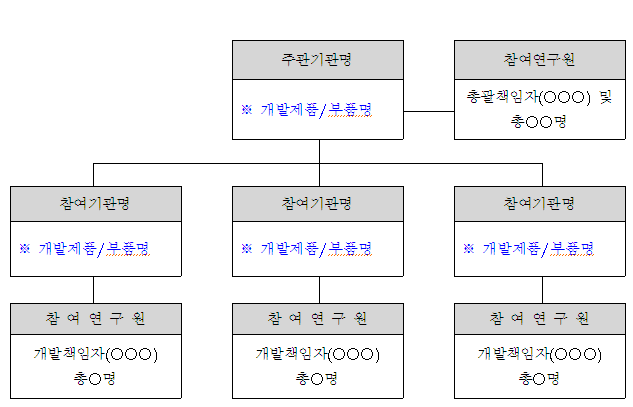 주관기관명
참여연구원
※ 개발제품/부품명
총괄책임자(○○○) 및
총○○명
참여기관명
참여기관명
참여기관명
※ 개발제품/부품명
※ 개발제품/부품명
※ 개발제품/부품명
참 여 연 구 원
참 여 연 구 원
참 여 연 구 원
개발책임자(○○○)
개발책임자(○○○)
개발책임자(○○○)
총○명
총○명
총○명